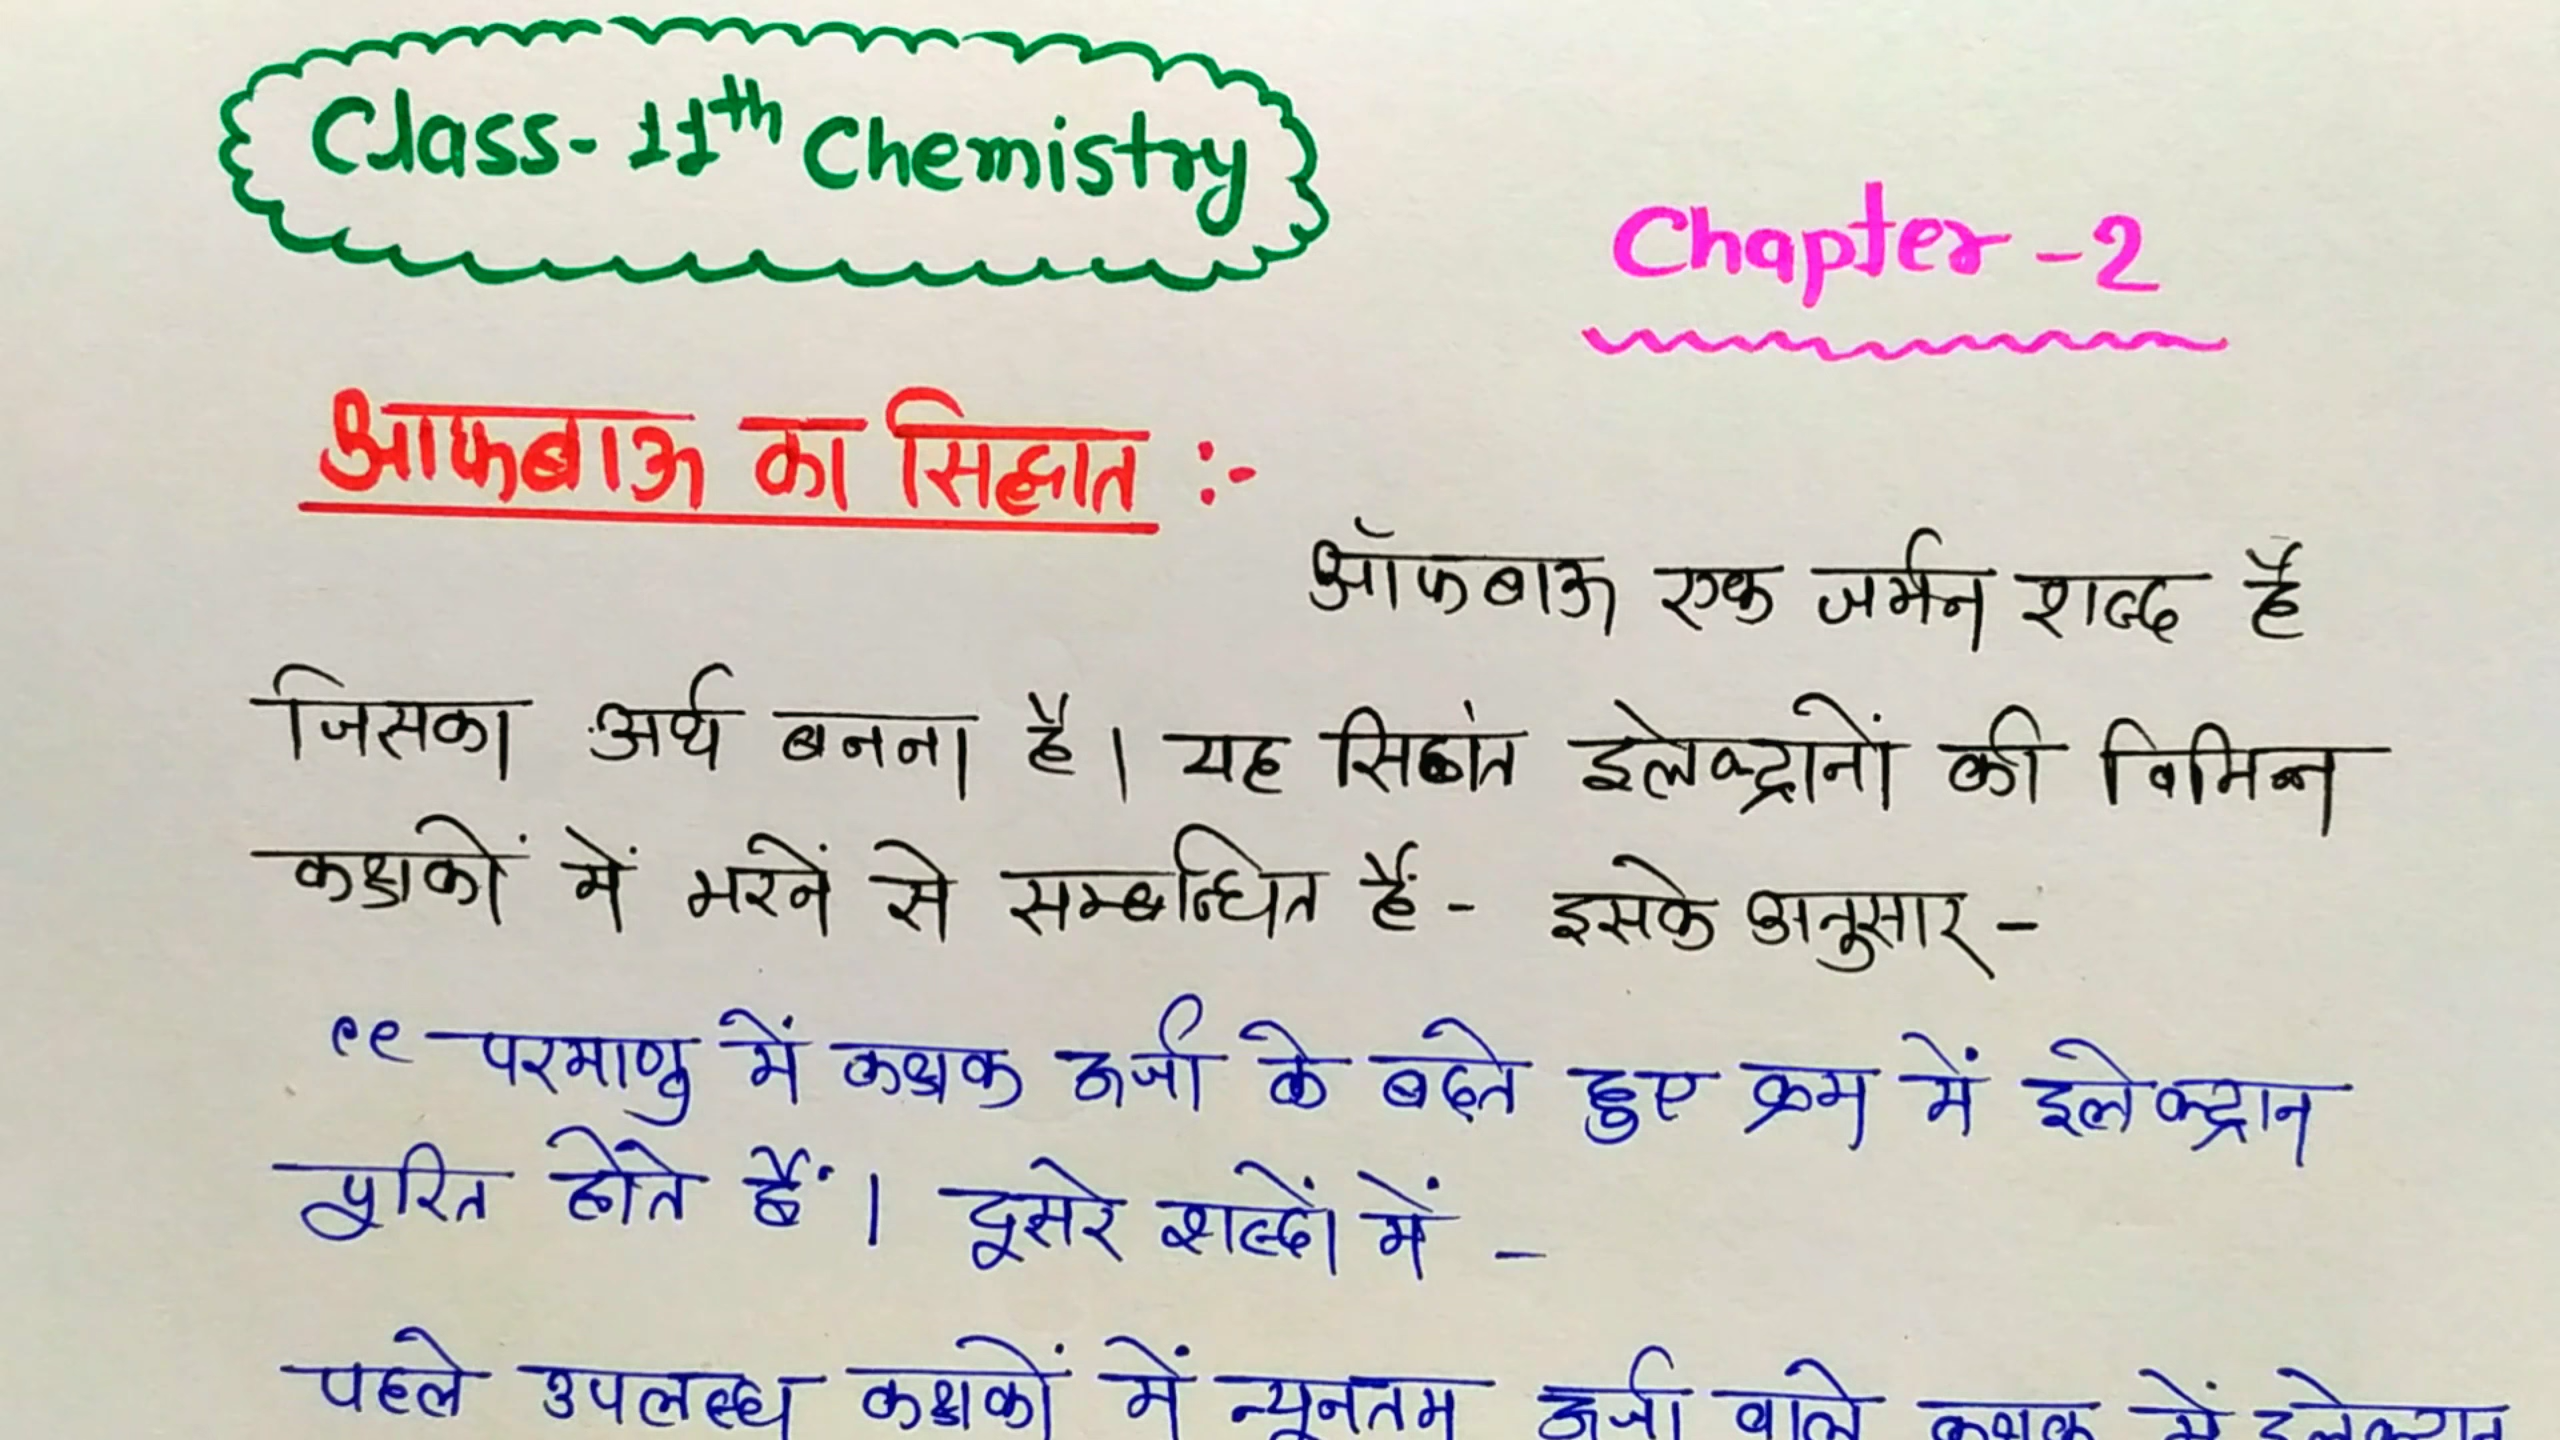 Class- 11th Chemistry
Chapter -2
आफबाऊ का सिद्धात :-
ऑफबाऊ एक जर्मन शब्द है
जिसका अर्थ बनना है। यह सिद्धांत इलेक्ट्रानों की विभिन्न
कक्षकों में भरनें से सम्बन्धित हैं- इसके अनुसार -
“ परमाणु में कक्षक ऊर्जा के बढ़ते हुए क्रम में इलेक्ट्रान
पूरित होते हैं। दूसरे शब्दों में -
पहले उपलब्ध कक्षकों में न्यूनतम ऊर्जा वाले कक्षक में इलेक्ट्रान